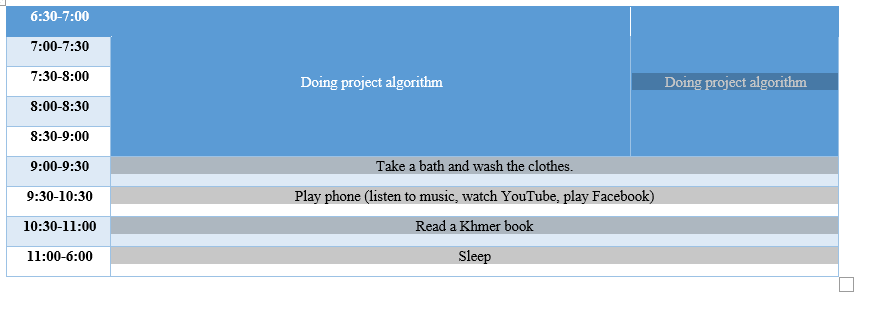 6:30-7:00
7:00-7:30
Doing project algorithm Doing project algorithm
7:30-8:00
8:00-8:30
8:30-9:00
9:00-9:30 Take a bath and wash the clothes.
9:30-10:30 Play phone (listen to music, watch YouTube, play Facebook)
10:30-11:00 Read a Khmer book
11:00-6:00 Sleep